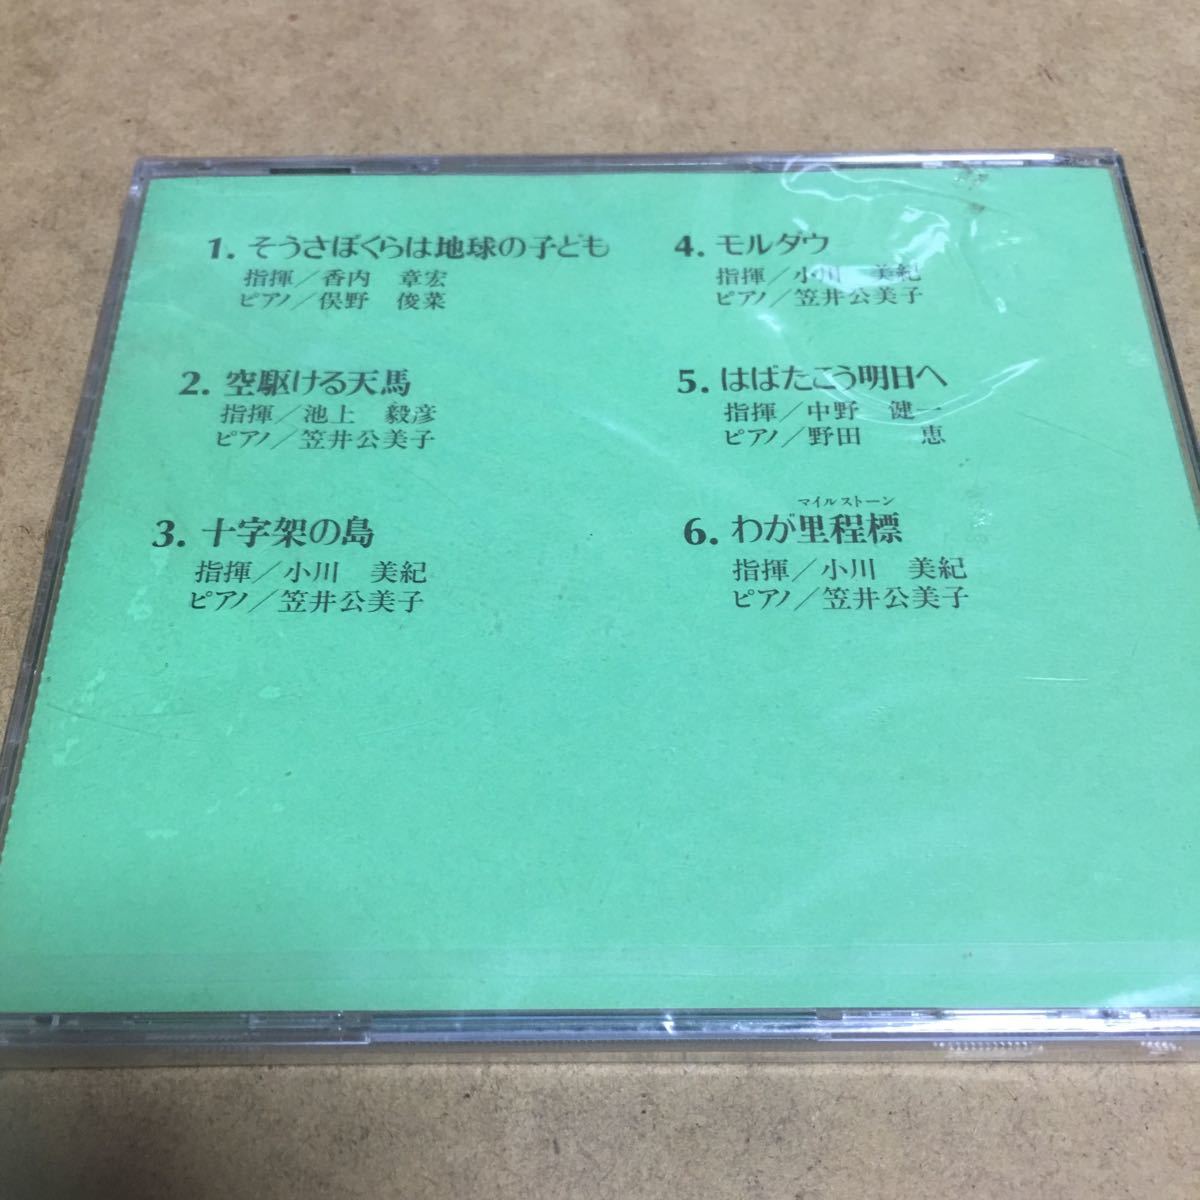 1. そうさぼくらは地球の子ども
指揮／香内　章宏
ピアノ／俣野　俊菜
2. 空駆ける天馬
指揮／池上　毅彦
ピアノ／笠井公美子
3. 十字架の島
指揮／小川　美紀
ピアノ／笠井公美子
4. モルダウ
指揮／小川　美紀
ピアノ／笠井公美子
5. はばたこう明日へ
指揮／中野　健一
ピアノ／野田　恵
マイルストーン
6. わが里程標
指揮／小川　美紀
ピアノ／笠井公美子